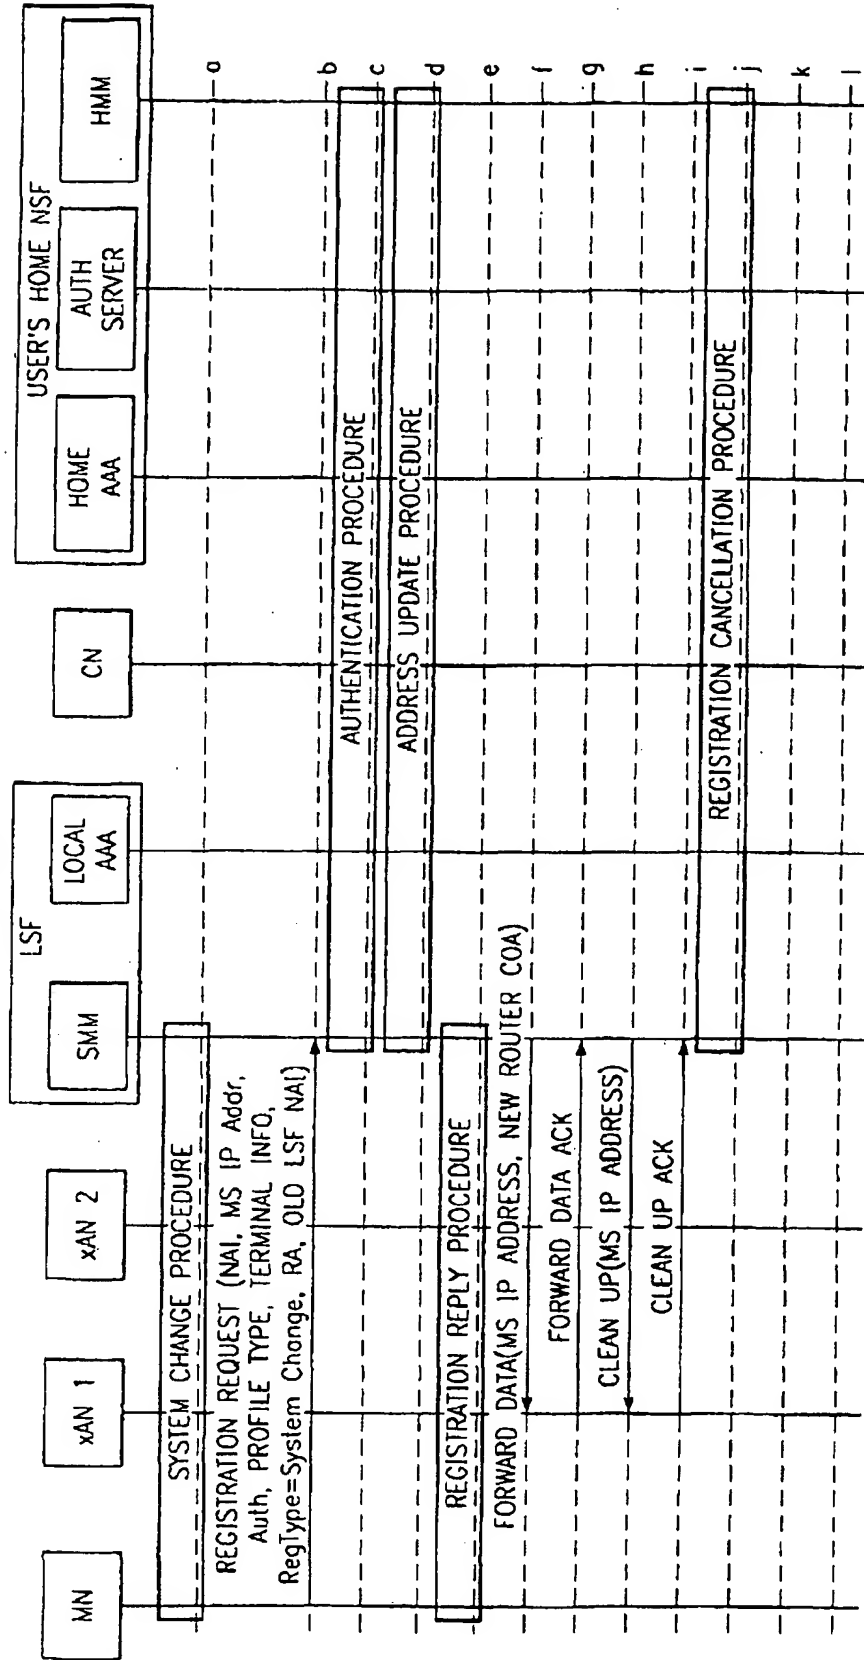 LSF
USER'S HOME NSF
MN
xAN 1
xAN 2
SMM
LOCAL
AAA
CN
HOME
AAA
AUTH
SERVER
HMM
SYSTEM CHANGE PROCEDURE
a
REGISTRATION REQUEST (NAI, MS IP Addr,
Auth, PROFILE TYPE, TERMINAL INFO,
RegType=System Change, RA, OLD LSF NAI)
b
AUTHENTICATION PROCEDURE
c
ADDRESS UPDATE PROCEDURE
d
REGISTRATION REPLY PROCEDURE
e
FORWARD DATA(MS IP ADDRESS, NEW ROUTER COA)
f
FORWARD DATA ACK
g
CLEAN UP(MS IP ADDRESS)
h
CLEAN UP ACK
i
REGISTRATION CANCELLATION PROCEDURE
j
k
l